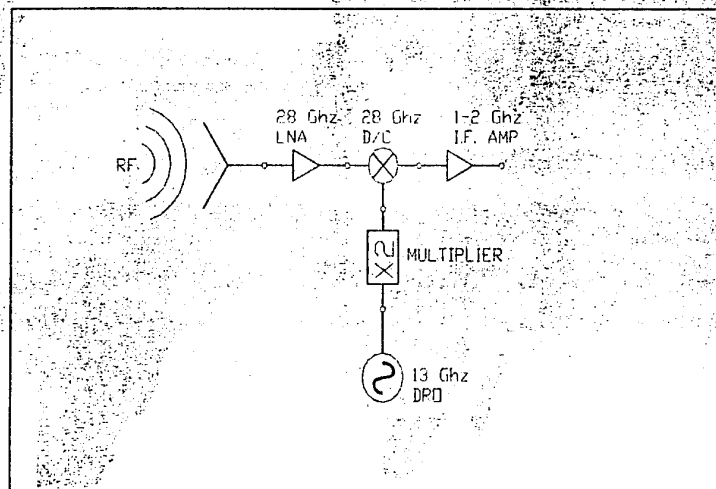 28 Ghz
LNA
28 Ghz
D/C
1-2 Ghz
I.F. AMP
RF
X2
MULTIPLIER
13 Ghz
DRO